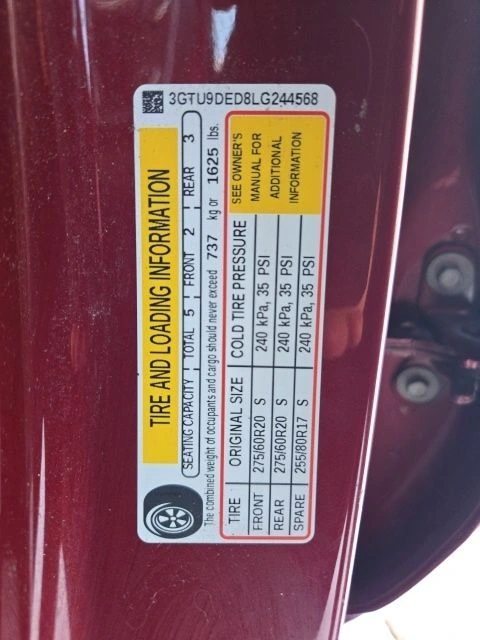 3GTU9DED8LG244568
TIRE AND LOADING INFORMATION
SEATING CAPACITY | TOTAL 5 | FRONT 2 | REAR 3
The combined weight of occupants and cargo should never exceed 737 kg or 1625 lbs.
TIRE ORIGINAL SIZE COLD TIRE PRESSURE SEE OWNER'S
FRONT 275/60R20 S 240 kPa, 35 PSI MANUAL FOR
REAR 275/60R20 S 240 kPa, 35 PSI ADDITIONAL
SPARE 255/80R17 S 240 kPa, 35 PSI INFORMATION